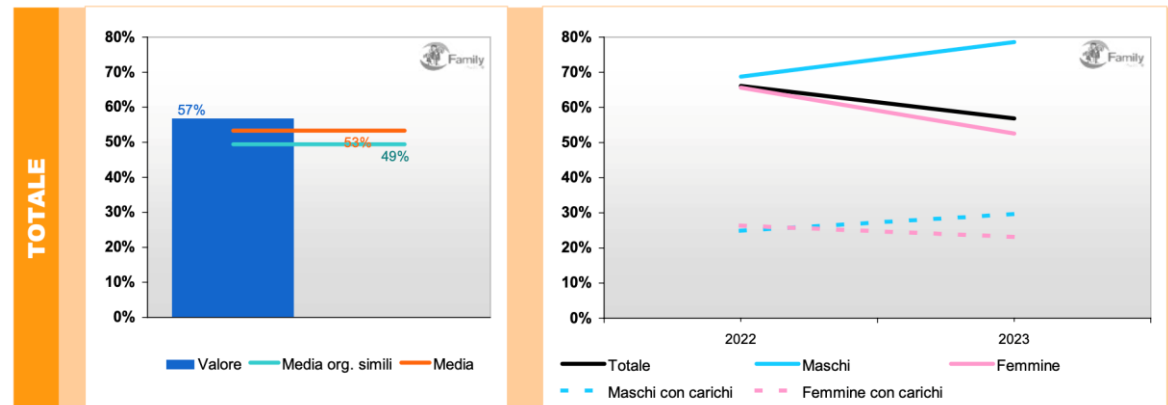 TOTALE
80%
70%
60%
50%
40%
30%
20%
10%
0%
57%
53%
49%
Family
Valore
Media org. simili
Media
80%
70%
60%
50%
40%
30%
20%
10%
0%
Family
2022
2023
Totale
Maschi
Femmine
Maschi con carichi
Femmine con carichi